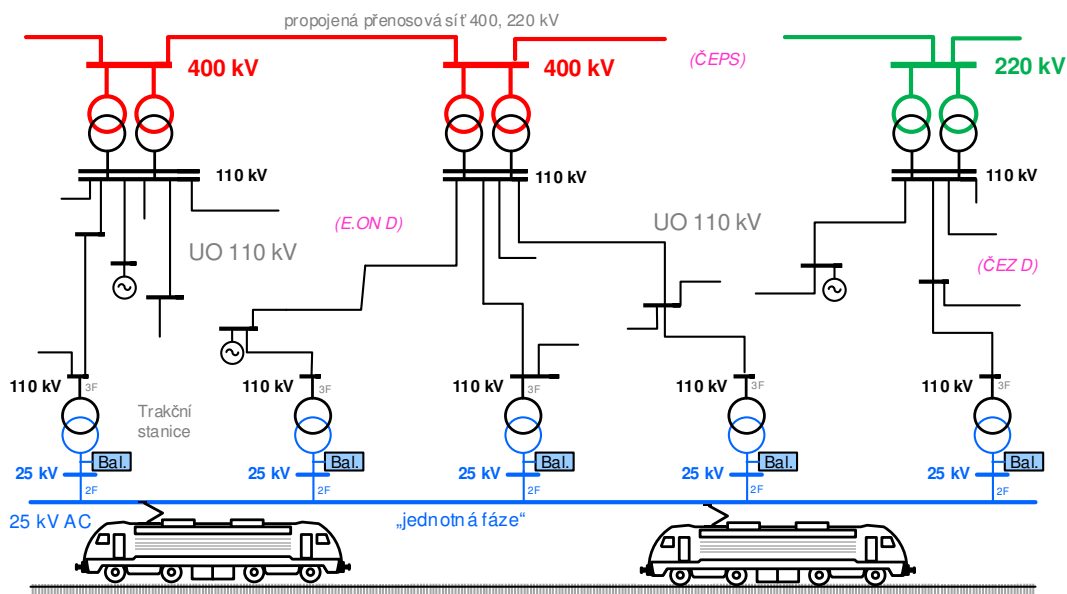 propojená přenosová síť 400, 220 kV
400 kV
400 kV
(ČEPS)
220 kV
110 kV
110 kV
110 kV
(E.ON D)
UO 110 kV
UO 110 kV
(ČEZ D)
110 kV
3F
110 kV
3F
110 kV
3F
110 kV
3F
110 kV
3F
Trakční
stanice
Bal.
Bal.
Bal.
Bal.
Bal.
25 kV
25 kV
25 kV
25 kV
25 kV
2F
2F
2F
2F
2F
25 kV AC
„jednotná fáze“